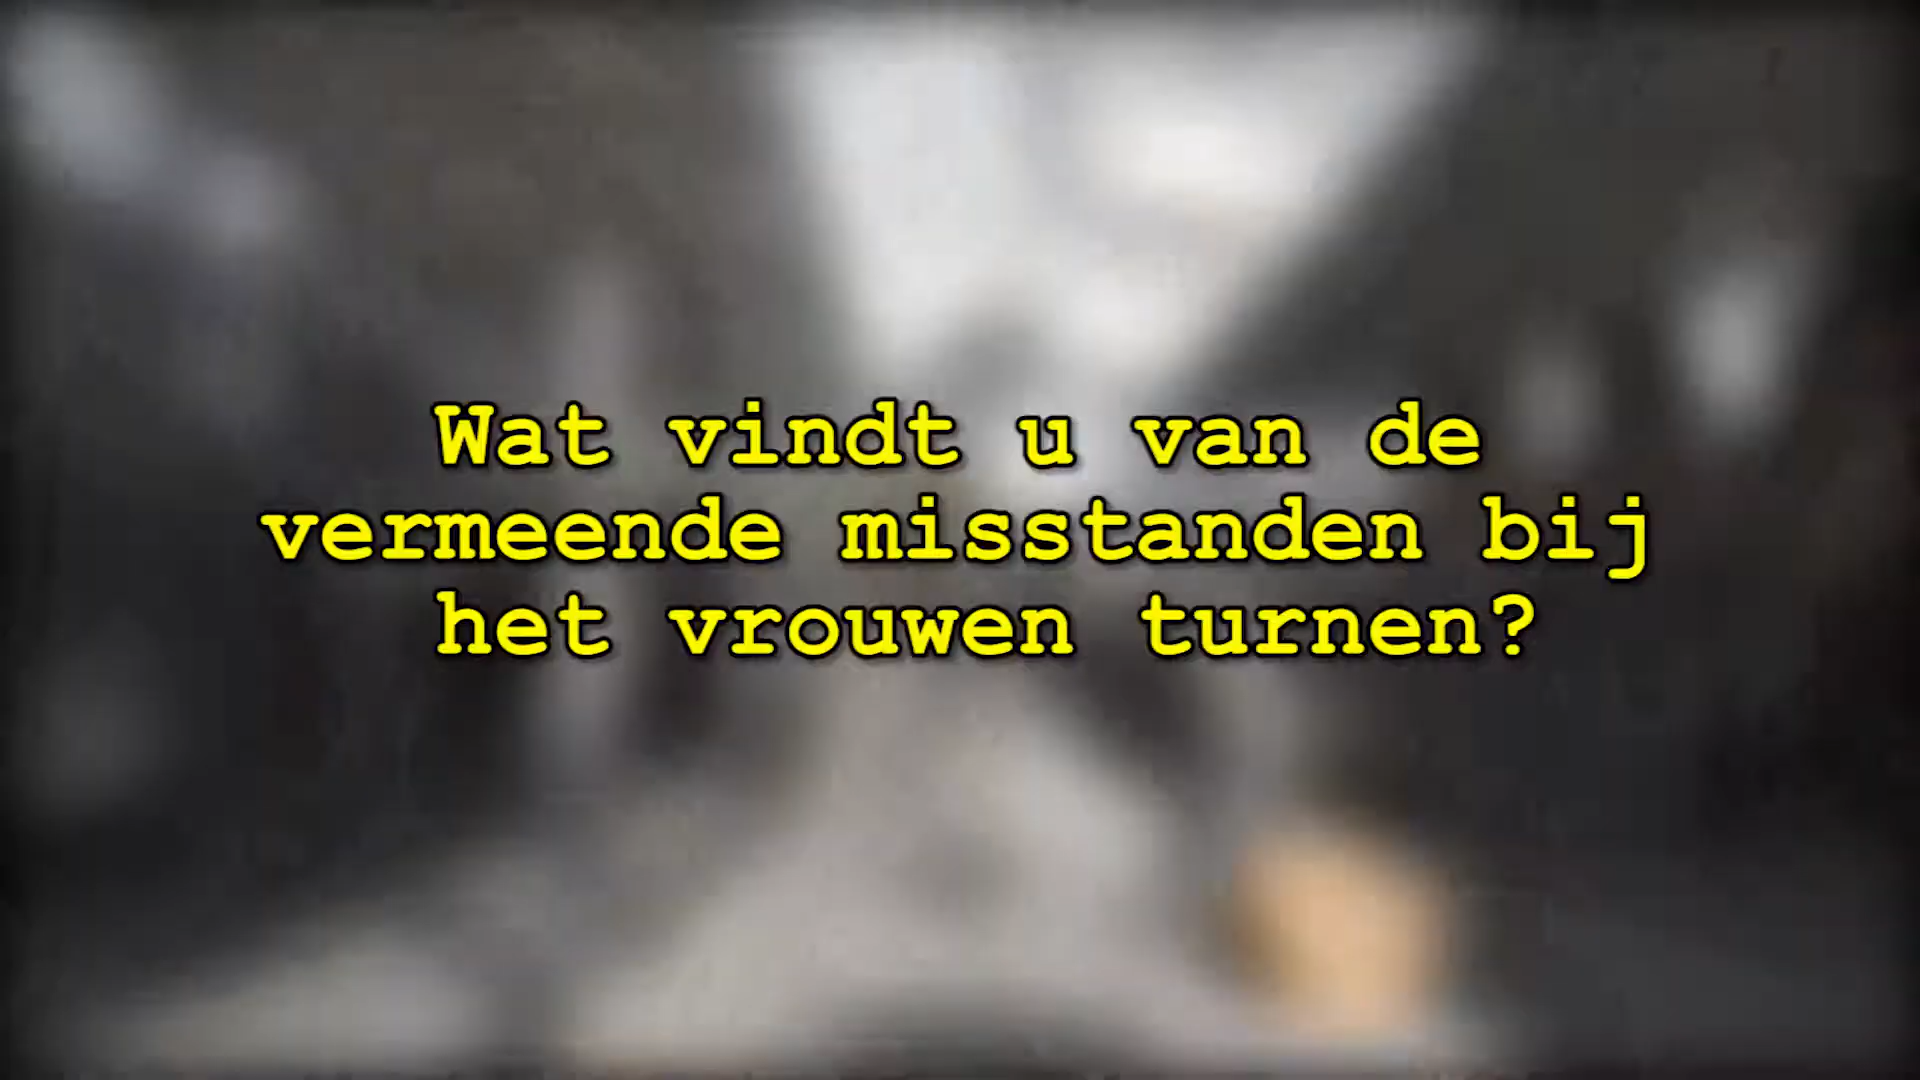 Wat vindt u van de
vermeende misstanden bij
het vrouwen turnen?